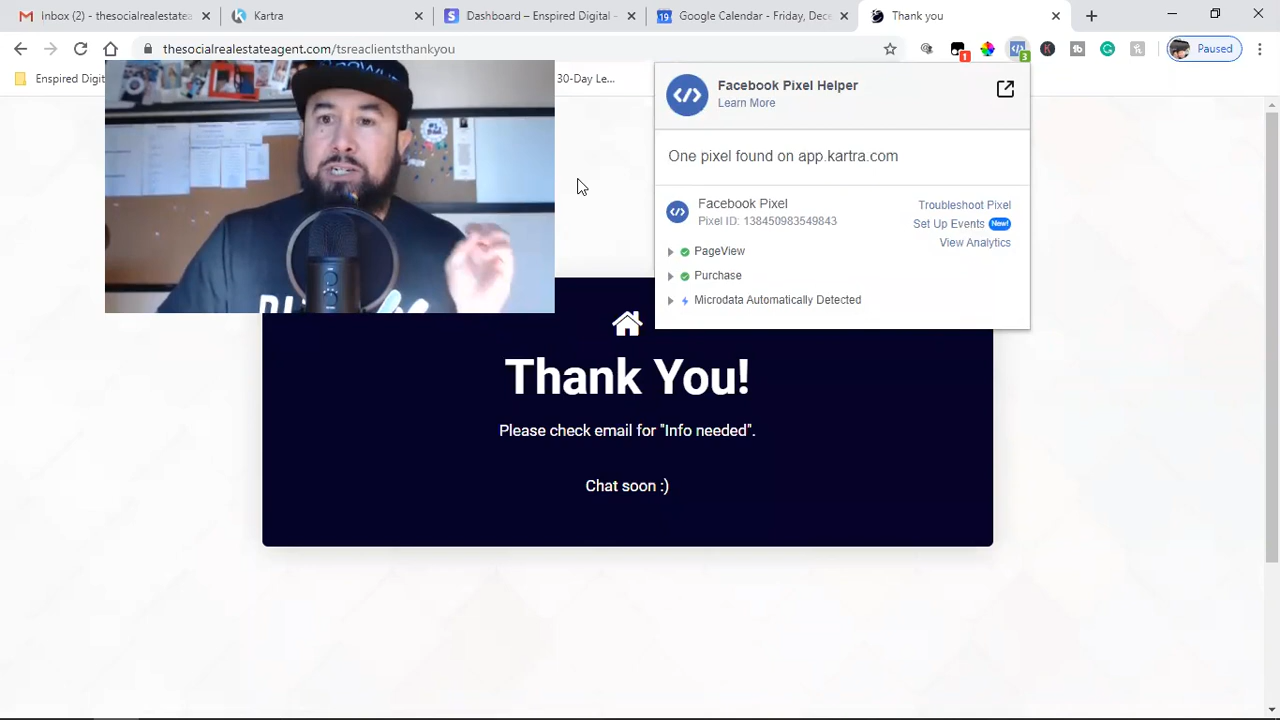 Inbox (2) - thesocialrealestatea
Kartra
Dashboard – Enspired Digital -
Google Calendar - Friday, Dece
Thank you
thesocialrealestateagent.com/tsreaclientsthankyou
1
3
Paused
Enspired Digit
30-Day Le...
Facebook Pixel Helper
Learn More
One pixel found on app.kartra.com
Facebook Pixel
Pixel ID: 138450983549843
Troubleshoot Pixel
Set Up Events New!
View Analytics
PageView
Purchase
Microdata Automatically Detected
Thank You!
Please check email for "Info needed".
Chat soon :)